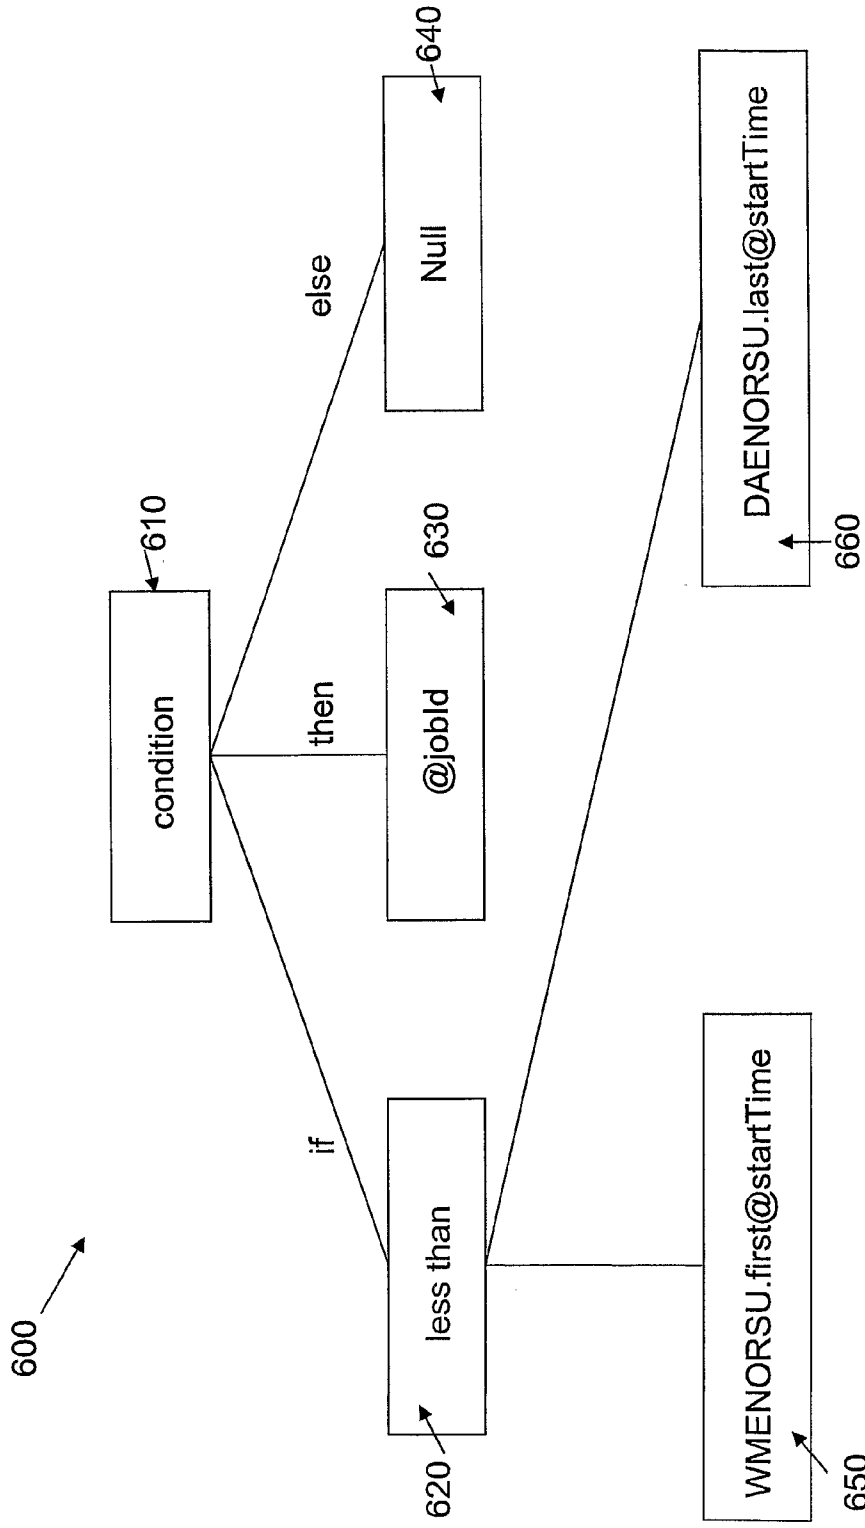 600
condition
610
if
then
else
less than
620
@jobId
630
Null
640
WMENORSU.first@startTime
650
DAENORSU.last@startTime
660